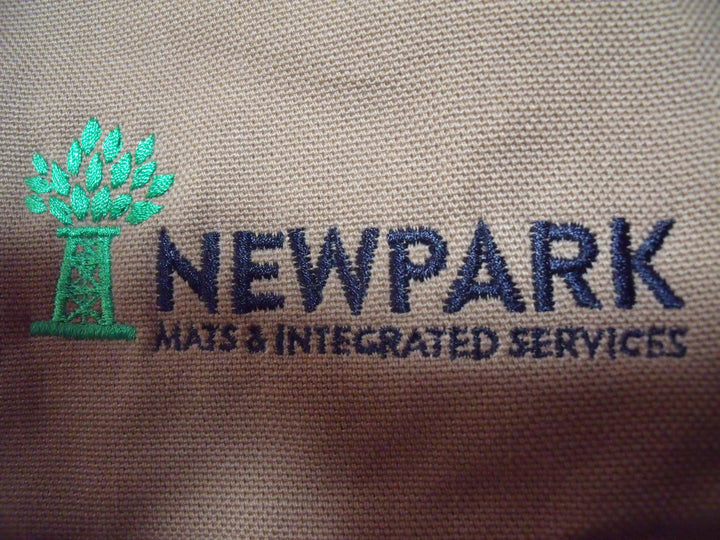 NEWPARK
MATS & INTEGRATED SERVICES